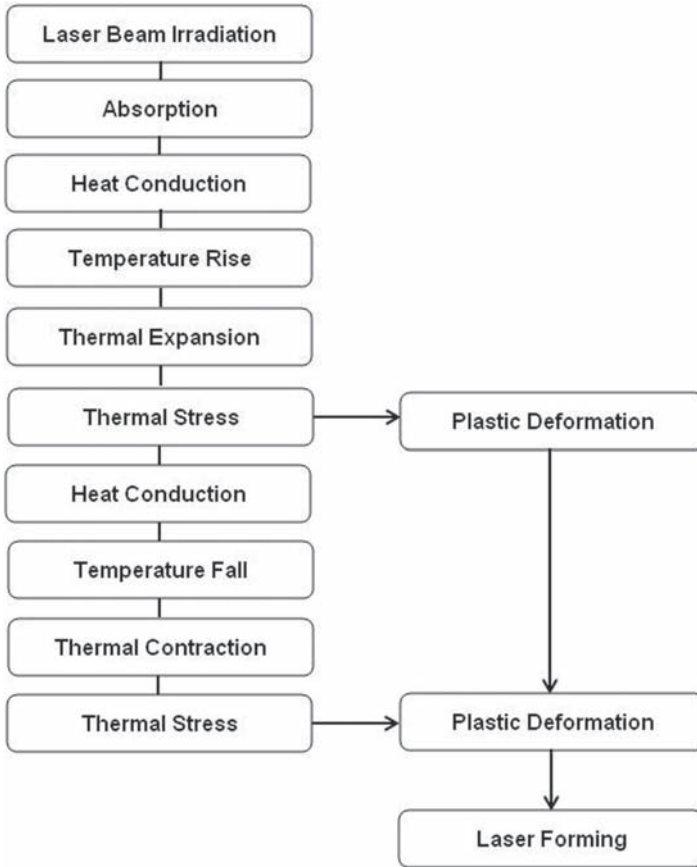 Laser Beam Irradiation
Absorption
Heat Conduction
Temperature Rise
Thermal Expansion
Thermal Stress
Plastic Deformation
Heat Conduction
Temperature Fall
Thermal Contraction
Thermal Stress
Plastic Deformation
Laser Forming